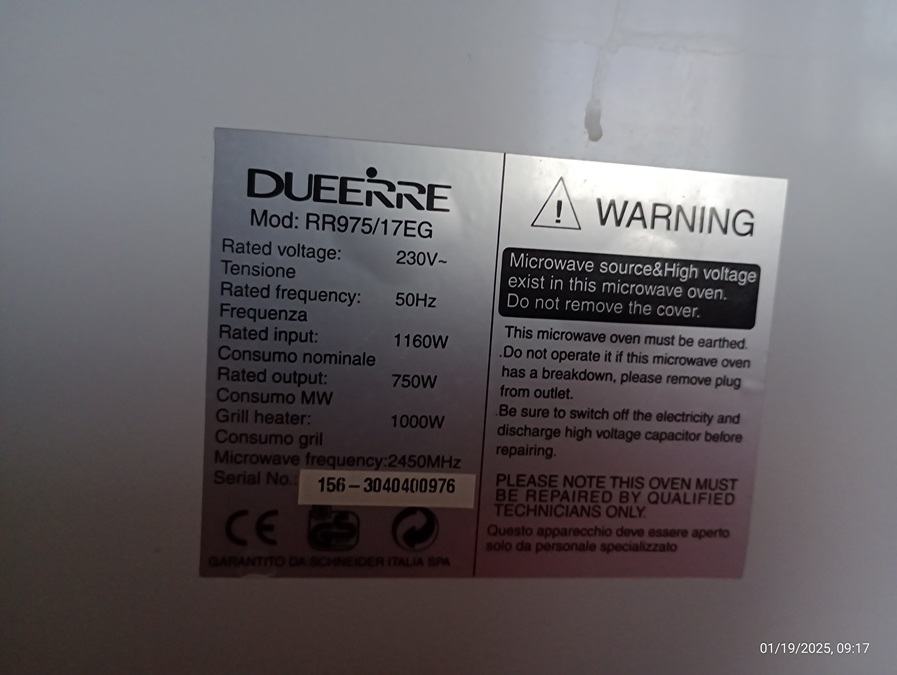 DUEERRE
Mod: RR975/17EG
Rated voltage: 230V~
Tensione
Rated frequency: 50Hz
Frequenza
Rated input: 1160W
Consumo nominale
Rated output: 750W
Consumo MW
Grill heater: 1000W
Consumo gril
Microwave frequency:2450MHz
Serial No.: 156-3040400976
CE
GARANTITO DA SCHNEIDER ITALIA SPA
! WARNING
Microwave source&High voltage
exist in this microwave oven.
Do not remove the cover.
This microwave oven must be earthed.
.Do not operate it if this microwave oven
has a breakdown, please remove plug
from outlet.
.Be sure to switch off the electricity and
discharge high voltage capacitor before
repairing.
PLEASE NOTE THIS OVEN MUST
BE REPAIRED BY QUALIFIED
TECHNICIANS ONLY.
Questo apparecchio deve essere aperto
solo da personale specializzato
01/19/2025, 09:17